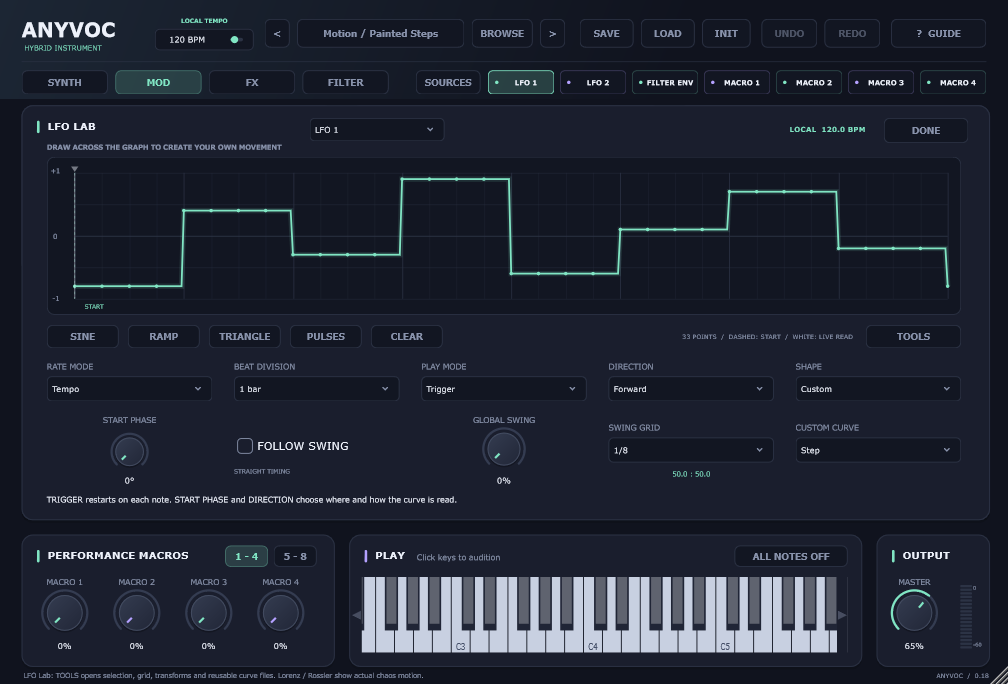 ANYVOC
HYBRID INSTRUMENT
LOCAL TEMPO
120 BPM
<
Motion / Painted Steps
BROWSE
>
SAVE
LOAD
INIT
UNDO
REDO
? GUIDE
SYNTH
MOD
FX
FILTER
SOURCES
LFO 1
LFO 2
FILTER ENV
MACRO 1
MACRO 2
MACRO 3
MACRO 4
LFO LAB
LFO 1
LOCAL 120.0 BPM
DONE
DRAW ACROSS THE GRAPH TO CREATE YOUR OWN MOVEMENT
+1
0
-1
START
SINE
RAMP
TRIANGLE
PULSES
CLEAR
33 POINTS / DASHED: START / WHITE: LIVE READ
TOOLS
RATE MODE
BEAT DIVISION
PLAY MODE
DIRECTION
SHAPE
Tempo
1 bar
Trigger
Forward
Custom
START PHASE
GLOBAL SWING
SWING GRID
CUSTOM CURVE
FOLLOW SWING
1/8
Step
STRAIGHT TIMING
0°
0%
50.0 : 50.0
TRIGGER restarts on each note. START PHASE and DIRECTION choose where and how the curve is read.
PERFORMANCE MACROS
1 - 4
5 - 8
MACRO 1
MACRO 2
MACRO 3
MACRO 4
0%
0%
0%
0%
PLAY
Click keys to audition
ALL NOTES OFF
C3
C4
C5
OUTPUT
MASTER
0
-60
65%
LFO Lab: TOOLS opens selection, grid, transforms and reusable curve files. Lorenz / Rossler show actual chaos motion.
ANYVOC / 0.18